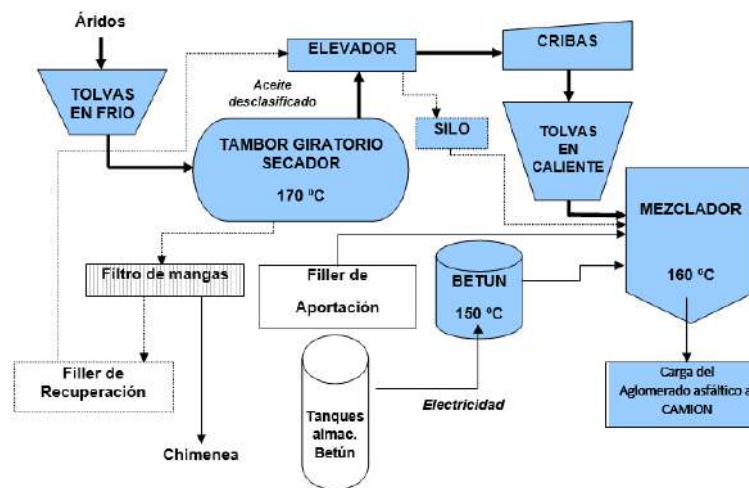 Áridos
TOLVAS
EN FRIO
ELEVADOR
CRIBAS
Aceite
desclasificado
SILO
TOLVAS
EN
CALIENTE
TAMBOR GIRATORIO
SECADOR
170 ºC
MEZCLADOR
160 ºC
Filtro de mangas
Filler de
Aportación
BETUN
150 ºC
Filler de
Recuperación
Chimenea
Tanques
almac.
Betún
Electricidad
Carga del
Aglomerado asfáltico a
CAMION